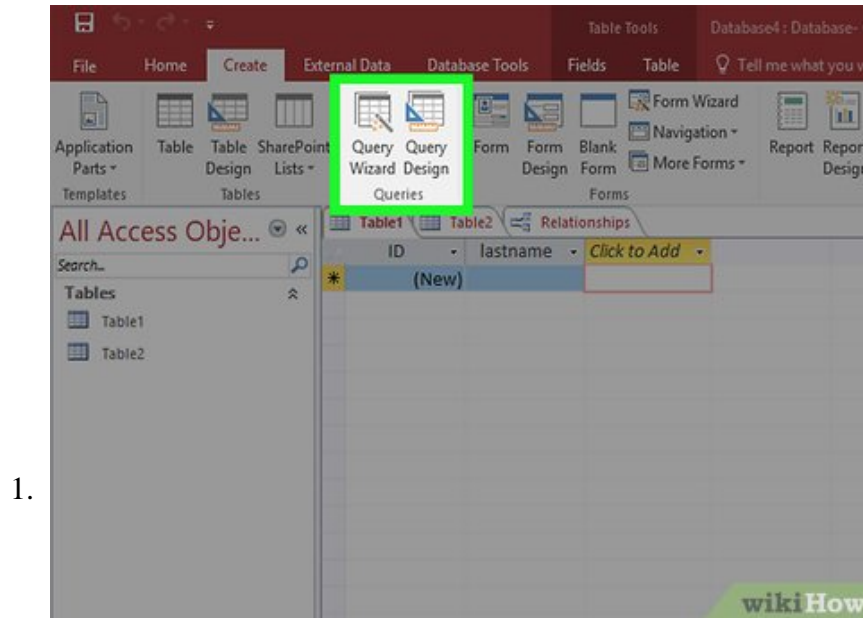 Table Tools Database4 : Database-
File Home Create External Data Database Tools Fields Table Tell me what you w
Application Parts Table Table Design SharePoint Lists Query Wizard Query Design Form Form Design Blank Form Form Wizard Navigation More Forms Report Repor Design
Templates Tables Queries Forms
All Access Obje... « Table1 Table2 Relationships
ID lastname Click to Add
Search...
* (New)
Tables
Table1
Table2
1.
wikiHow